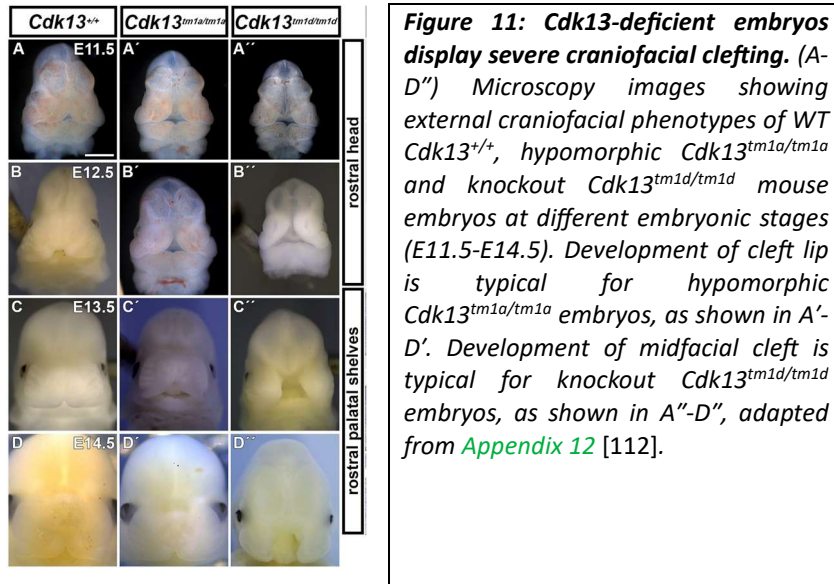 Cdk13+/+ Cdk13tm1a/tm1a Cdk13tm1d/tm1d
A E11.5 A´ A´´
B E12.5 B´ B´´
C E13.5 C´ C´´
D E14.5 D´ D´´
rostral head
rostral palatal shelves
Figure 11: Cdk13-deficient embryos
display severe craniofacial clefting. (A-
D’’) Microscopy images showing
external craniofacial phenotypes of WT
Cdk13+/+, hypomorphic Cdk13tm1a/tm1a
and knockout Cdk13tm1d/tm1d mouse
embryos at different embryonic stages
(E11.5-E14.5). Development of cleft lip
is typical for hypomorphic
Cdk13tm1a/tm1a embryos, as shown in A’-
D’. Development of midfacial cleft is
typical for knockout Cdk13tm1d/tm1d
embryos, as shown in A’’-D’’, adapted
from Appendix 12 [112].